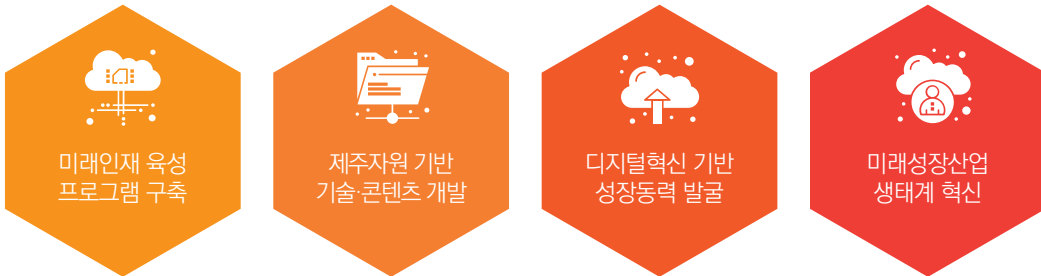 미래인재 육성
프로그램 구축
제주자원 기반
기술·콘텐츠 개발
디지털혁신 기반
성장동력 발굴
미래성장산업
생태계 혁신